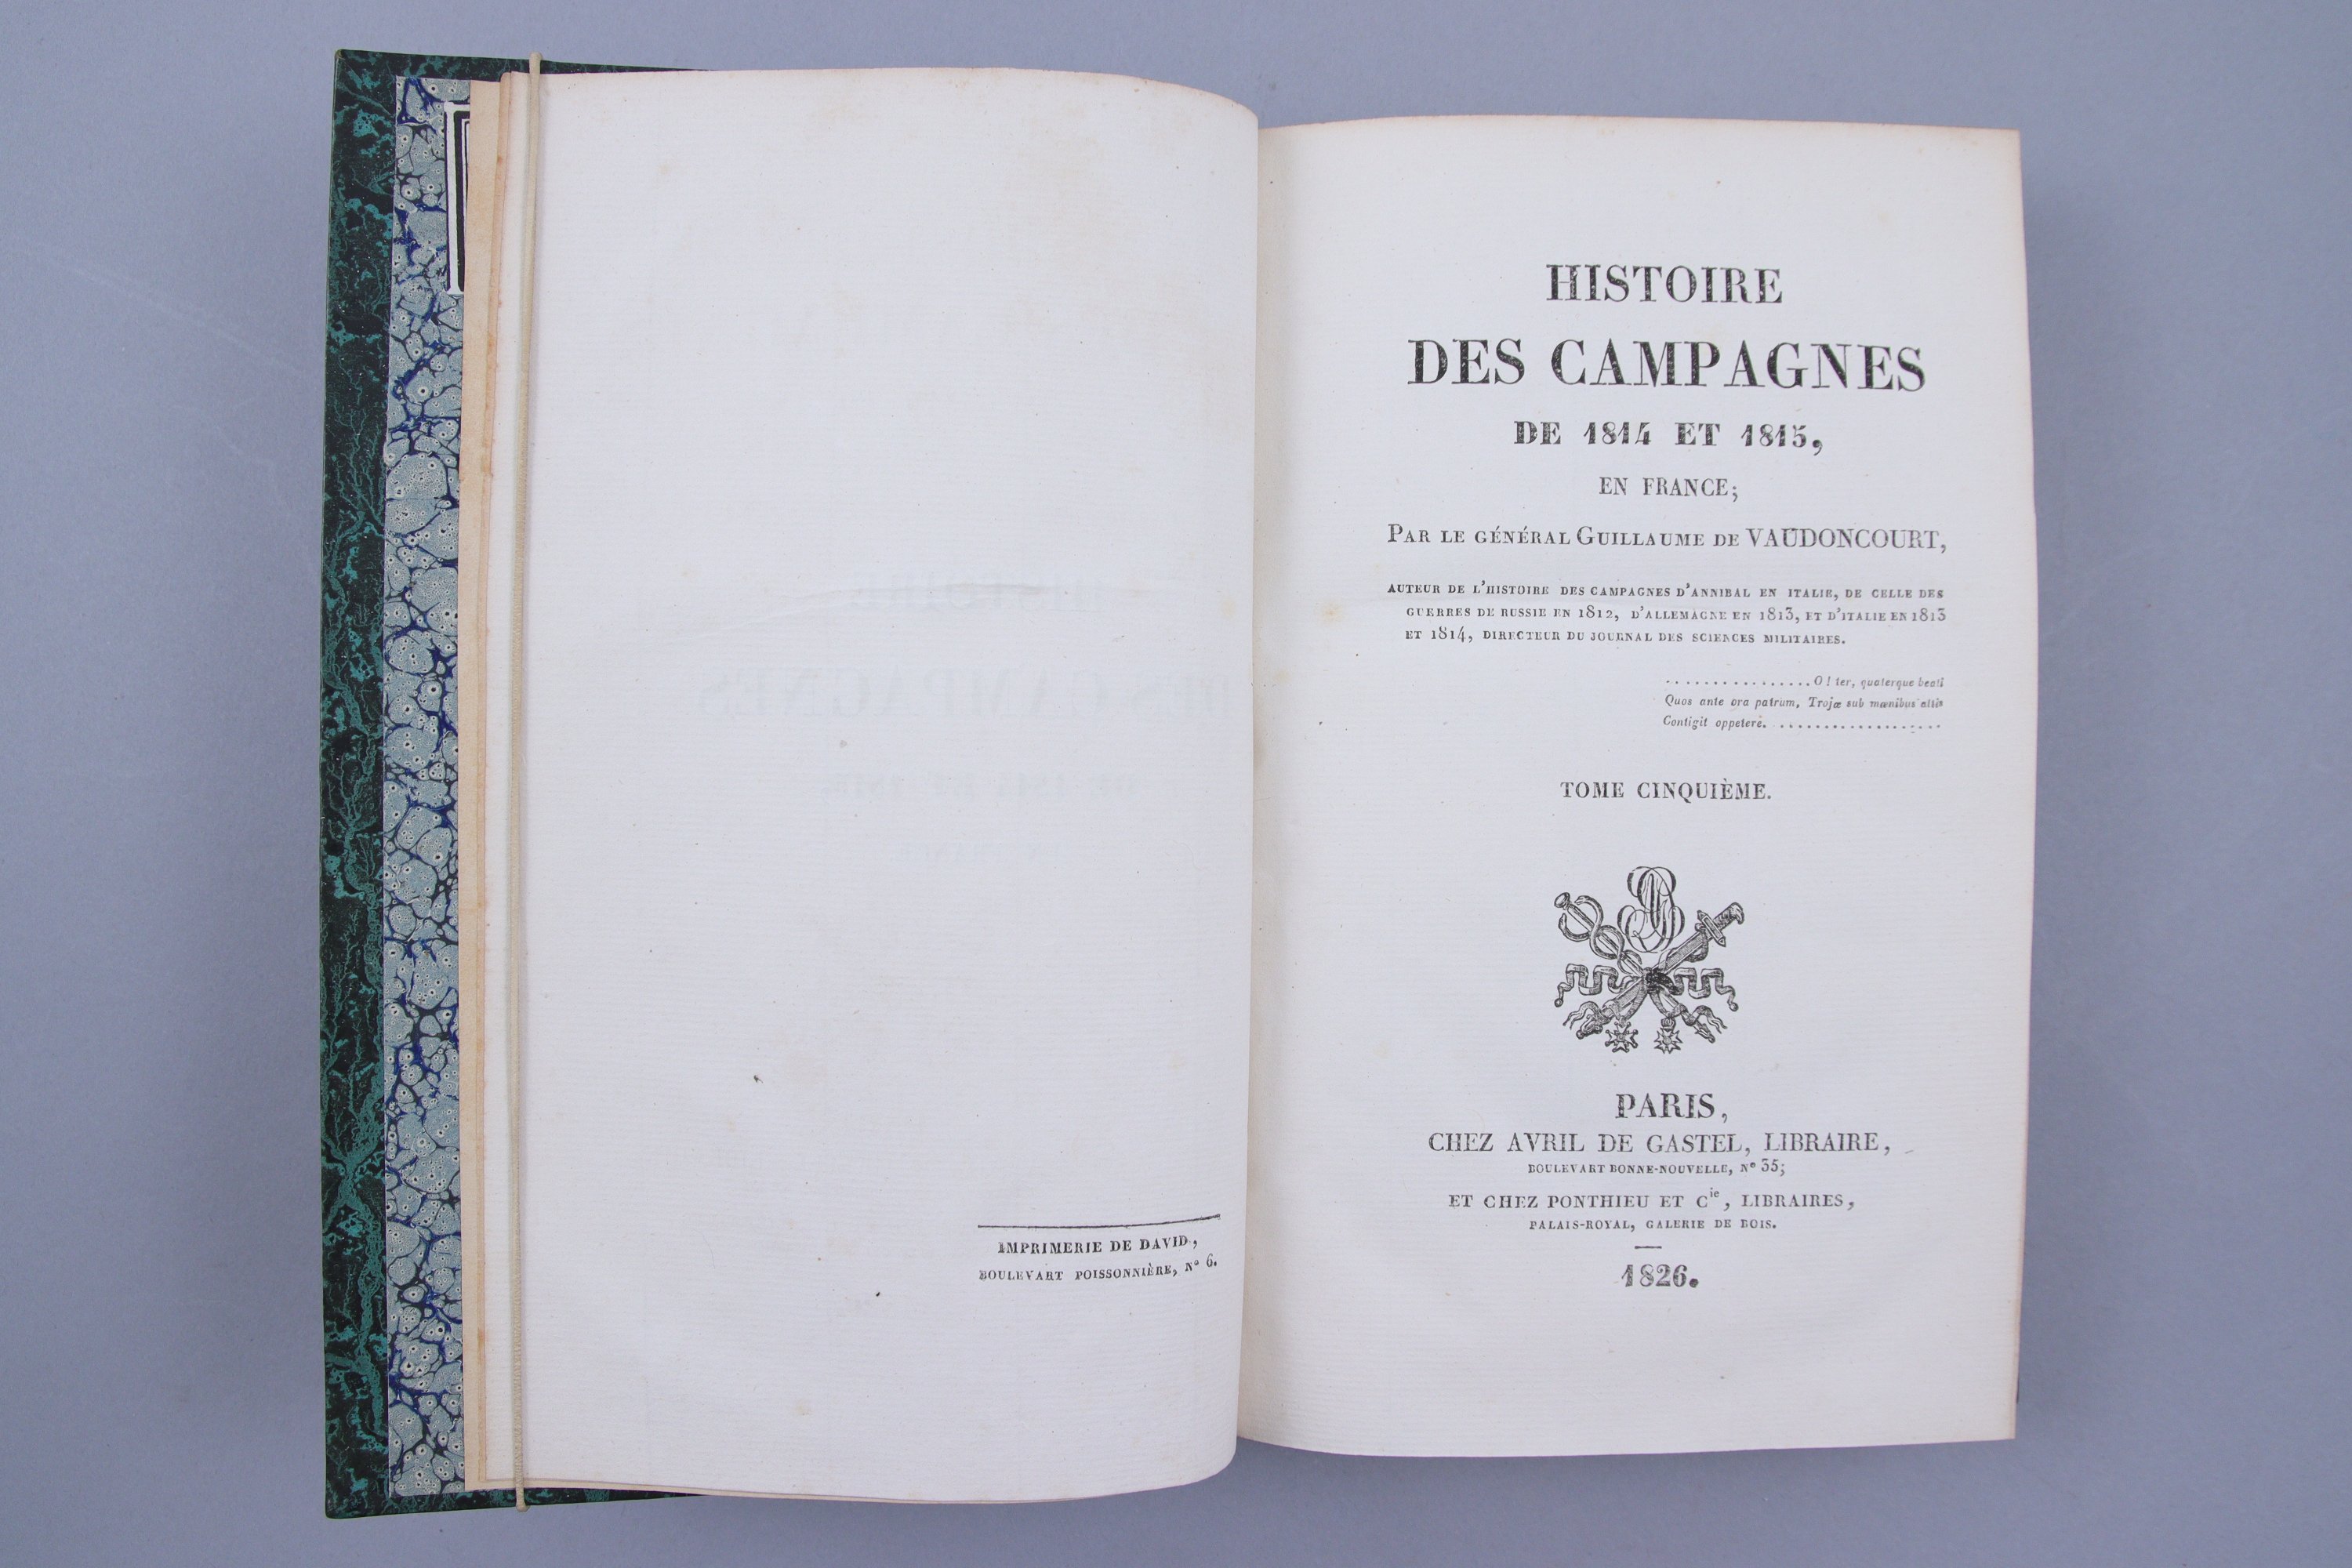 IMPRIMERIE DE DAVID,
BOULEVART POISSONNIÈRE, Nº 6.
HISTOIRE
DES CAMPAGNES
DE 1814 ET 1815,
EN FRANCE;
PAR LE GÉNÉRAL GUILLAUME DE VAUDONCOURT,
AUTEUR DE L'HISTOIRE DES CAMPAGNES D'ANNIBAL EN ITALIE, DE CELLE DES
GUERRES DE RUSSIE EN 1812, D'ALLEMAGNE EN 1813, ET D'ITALIE EN 1813
ET 1814, DIRECTEUR DU JOURNAL DES SCIENCES MILITAIRES.
................O! ter, quaterque beati
Quos ante ora patrum, Trojæ sub mœnibus altis
Contigit oppetere...................
TOME CINQUIÈME.
PARIS,
CHEZ AVRIL DE GASTEL, LIBRAIRE,
BOULEVART BONNE-NOUVELLE, Nº 35;
ET CHEZ PONTHIEU ET Cie, LIBRAIRES,
PALAIS-ROYAL, GALERIE DE BOIS.
1826.